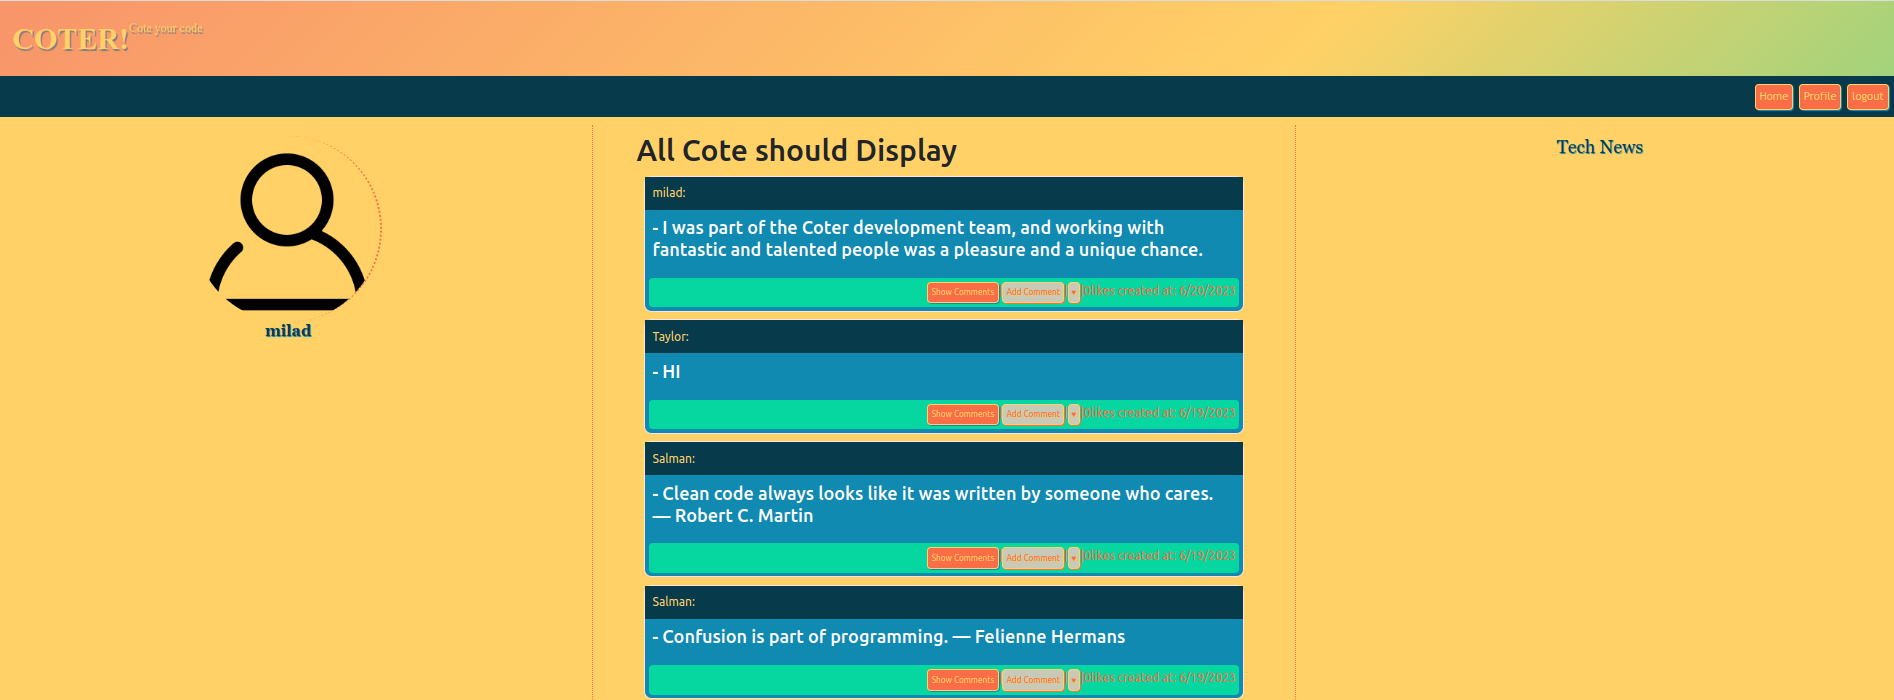 COTER! Cote your code
Home Profile logout
milad
All Cote should Display
milad:
- I was part of the Coter development team, and working with
fantastic and talented people was a pleasure and a unique chance.
Show Comments Add Comment ♥ 0likes created at: 6/20/2023
Taylor:
- HI
Show Comments Add Comment ♥ 0likes created at: 6/19/2023
Salman:
- Clean code always looks like it was written by someone who cares.
— Robert C. Martin
Show Comments Add Comment ♥ 0likes created at: 6/19/2023
Salman:
- Confusion is part of programming. — Felienne Hermans
Show Comments Add Comment ♥ 0likes created at: 6/19/2023
Tech News